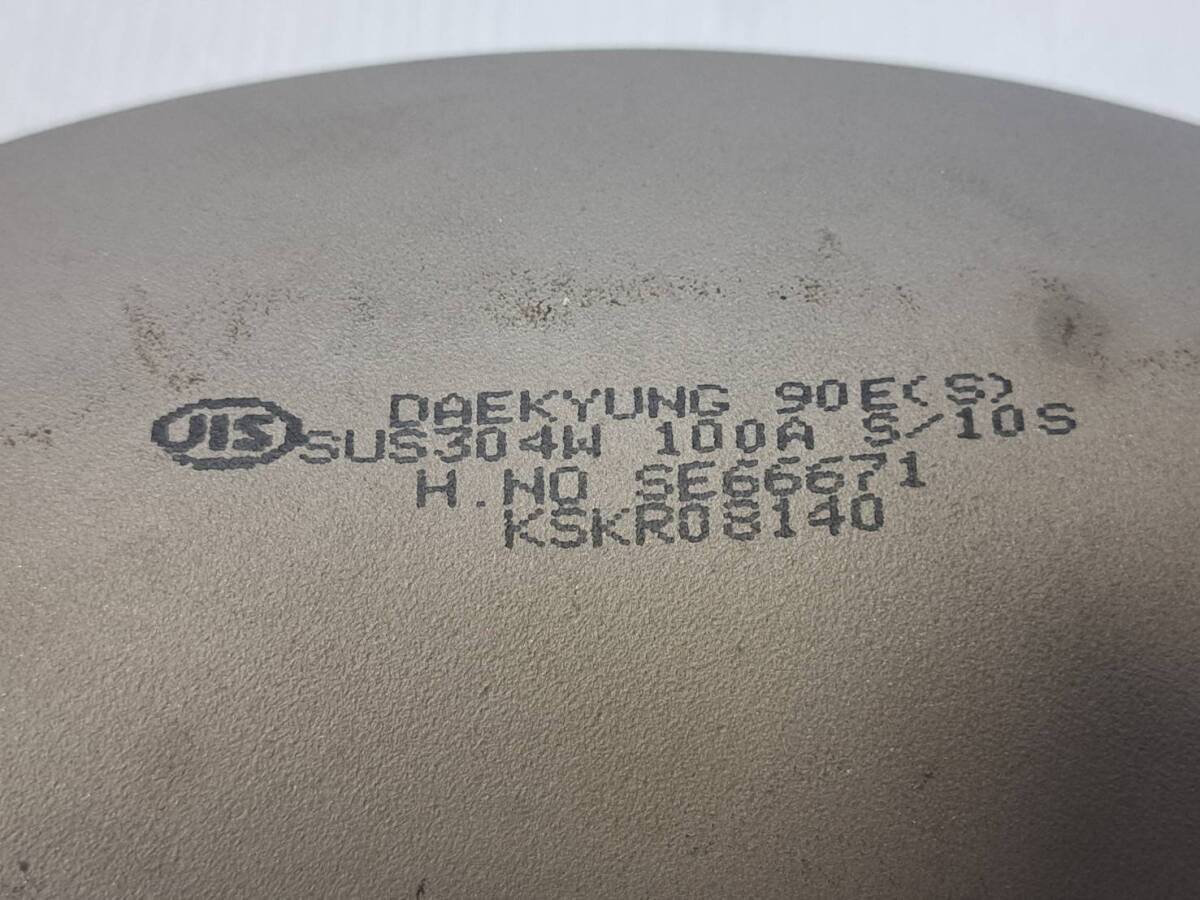 DAEKYUNG 90E(S)
JIS SUS304W 100A S/10S
H.NO SE66671
KSKR08140